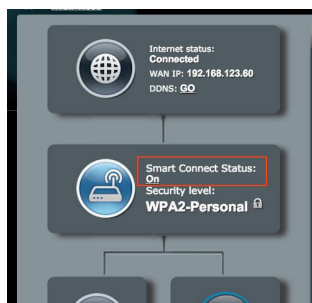 Internet status:
Connected
WAN IP: 192.168.123.60
DDNS: GO
Smart Connect Status:
On
Security level:
WPA2-Personal